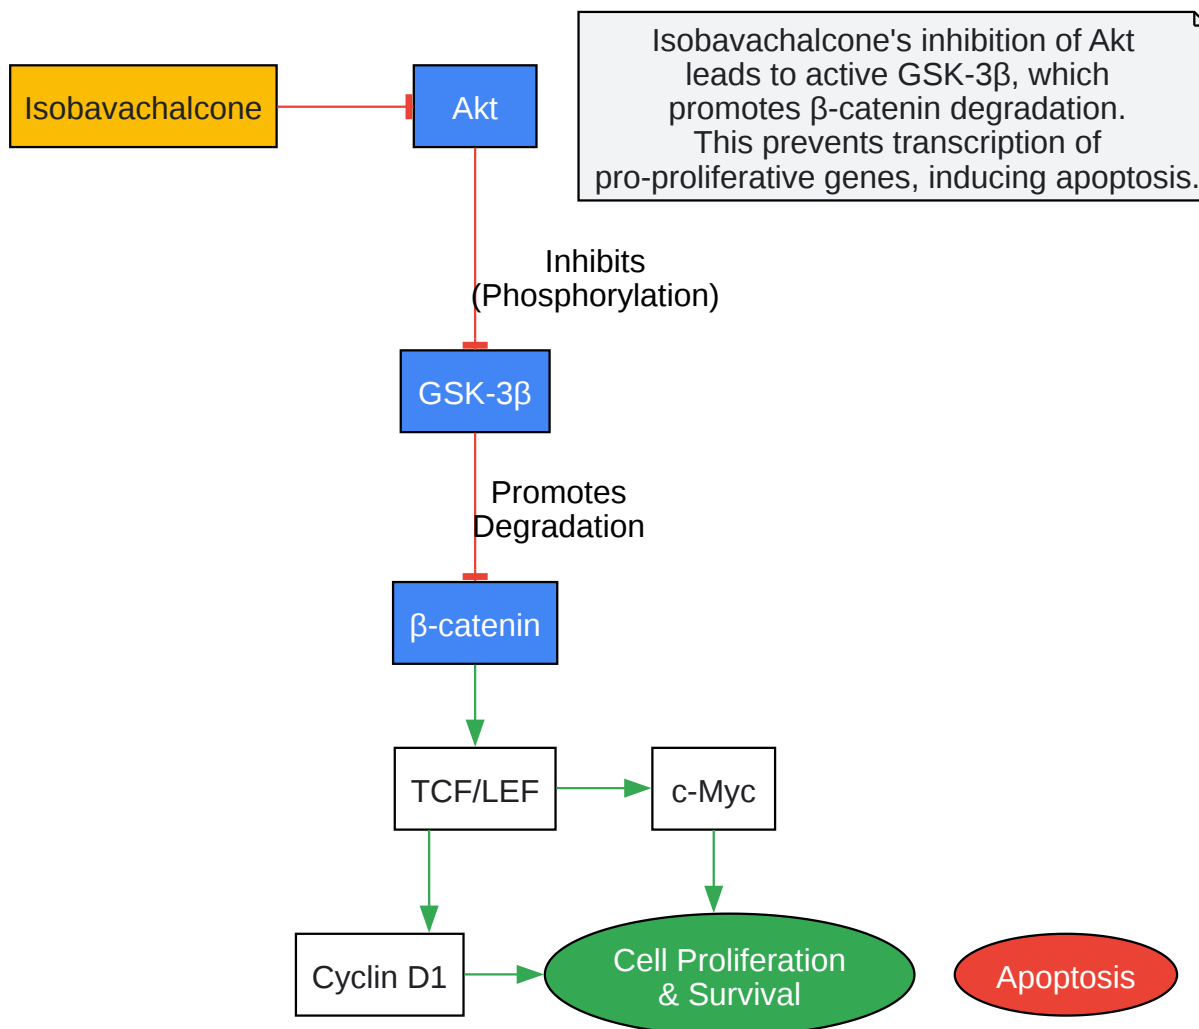 Isobavachalcone's inhibition of Akt
leads to active GSK-3β, which
promotes β-catenin degradation.
This prevents transcription of
pro-proliferative genes, inducing apoptosis.
Isobavachalcone
Akt
Inhibits
(Phosphorylation)
GSK-3β
Promotes
Degradation
β-catenin
TCF/LEF
c-Myc
Cyclin D1
Cell Proliferation
& Survival
Apoptosis